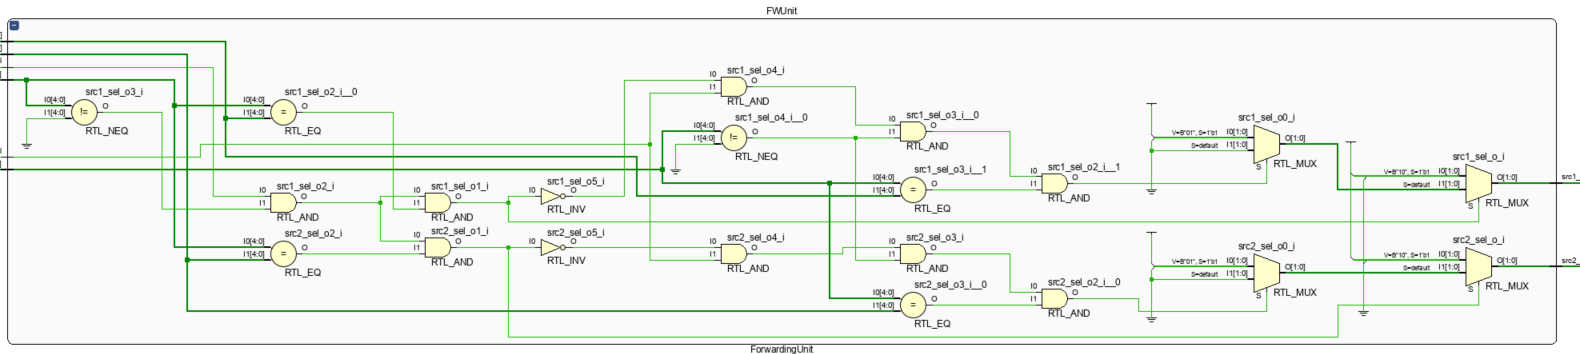 FWUnit
src1_sel_o3_i
I0[4:0]
I1[4:0]
!=
O
RTL_NEQ
src1_sel_o2_i__0
I0[4:0]
I1[4:0]
=
O
RTL_EQ
src1_sel_o4_i
I0
I1
O
RTL_AND
src1_sel_o4_i__0
I0[4:0]
I1[4:0]
!=
O
RTL_NEQ
src1_sel_o3_i__0
I0
I1
O
RTL_AND
src1_sel_o0_i
V=B"01", S=1'b1
I0[1:0]
S=default
I1[1:0]
O[1:0]
S
RTL_MUX
src1_sel_o_i
V=B"10", S=1'b1
I0[1:0]
S=default
I1[1:0]
O[1:0]
S
RTL_MUX
src1_
src1_sel_o2_i
I0
I1
O
RTL_AND
src1_sel_o1_i
I0
I1
O
RTL_AND
src1_sel_o5_i
I0
O
RTL_INV
src1_sel_o3_i__1
I0[4:0]
I1[4:0]
=
O
RTL_EQ
src1_sel_o2_i__1
I0
I1
O
RTL_AND
src2_sel_o2_i
I0[4:0]
I1[4:0]
=
O
RTL_EQ
src2_sel_o1_i
I0
I1
O
RTL_AND
src2_sel_o5_i
I0
O
RTL_INV
src2_sel_o4_i
I0
I1
O
RTL_AND
src2_sel_o3_i
I0
I1
O
RTL_AND
src2_sel_o3_i__0
I0[4:0]
I1[4:0]
=
O
RTL_EQ
src2_sel_o2_i__0
I0
I1
O
RTL_AND
src2_sel_o0_i
V=B"01", S=1'b1
I0[1:0]
S=default
I1[1:0]
O[1:0]
S
RTL_MUX
src2_sel_o_i
V=B"10", S=1'b1
I0[1:0]
S=default
I1[1:0]
O[1:0]
S
RTL_MUX
src2_
ForwardingUnit